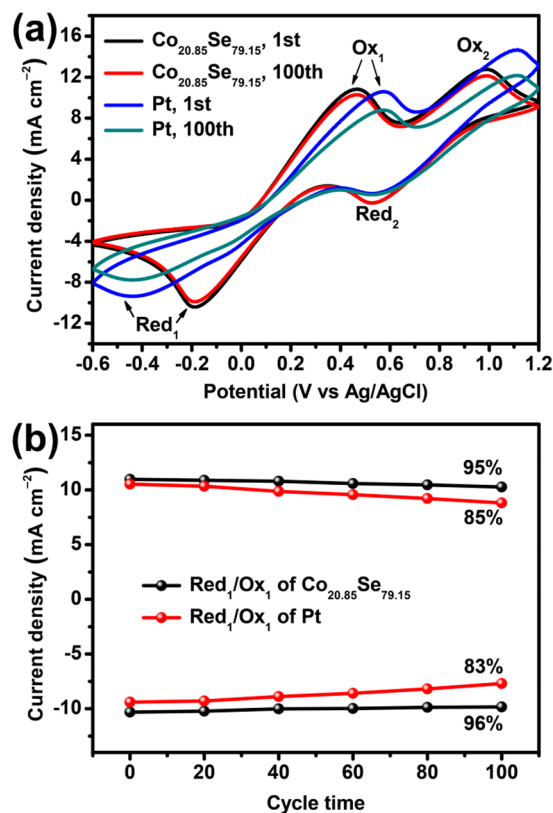 (a)
Co20.85Se79.15, 1st
Co20.85Se79.15, 100th
Pt, 1st
Pt, 100th
Ox1
Ox2
Red2
Red1
16
12
8
4
0
-4
-8
-12
Current density (mA cm−2)
-0.6 -0.4 -0.2 0.0 0.2 0.4 0.6 0.8 1.0 1.2
Potential (V vs Ag/AgCl)
(b)
15
10
5
0
-5
-10
Current density (mA cm−2)
95%
85%
Red1/Ox1 of Co20.85Se79.15
Red1/Ox1 of Pt
83%
96%
0 20 40 60 80 100
Cycle time